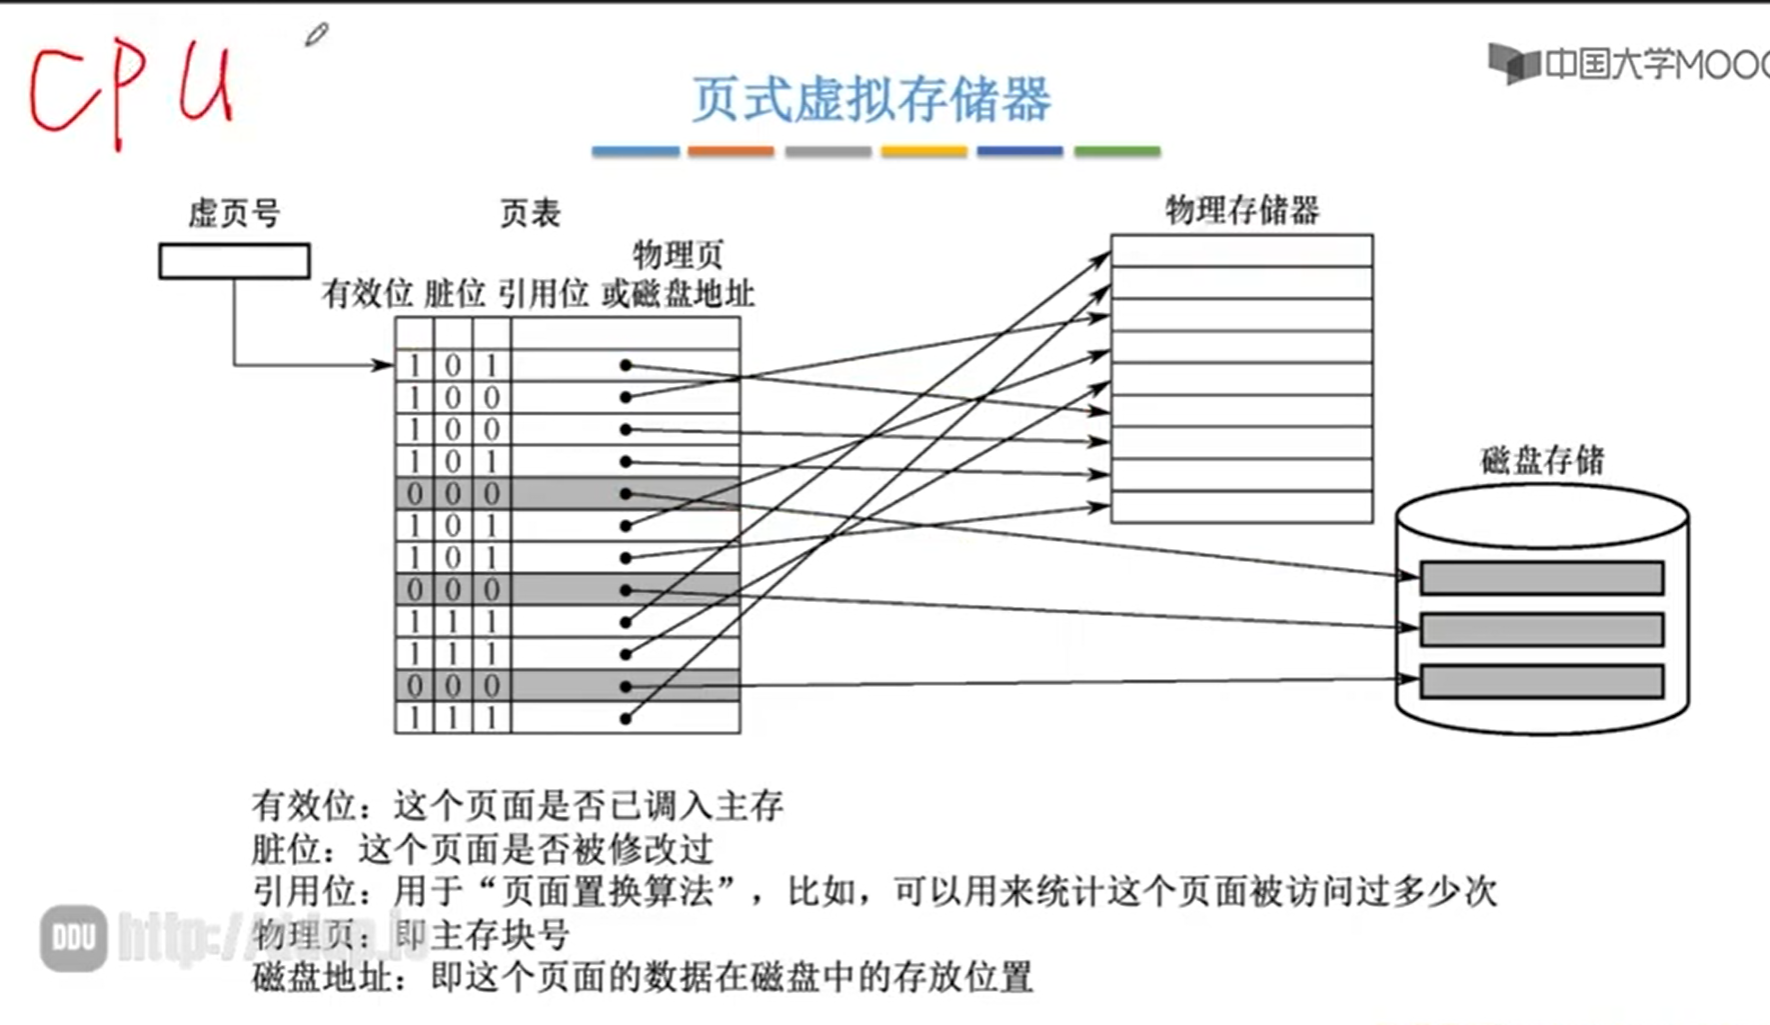 CPU
中国大学MOOC
页式虚拟存储器
虚页号
页表
物理存储器
物理页
有效位 脏位 引用位 或磁盘地址
1 0 1
1 0 0
1 0 0
1 0 1
0 0 0
1 0 1
1 0 1
0 0 0
1 1 1
1 1 1
0 0 0
1 1 1
磁盘存储
有效位：这个页面是否已调入主存
脏位：这个页面是否被修改过
引用位：用于“页面置换算法”，比如，可以用来统计这个页面被访问过多少次
物理页：即主存块号
磁盘地址：即这个页面的数据在磁盘中的存放位置
DDU